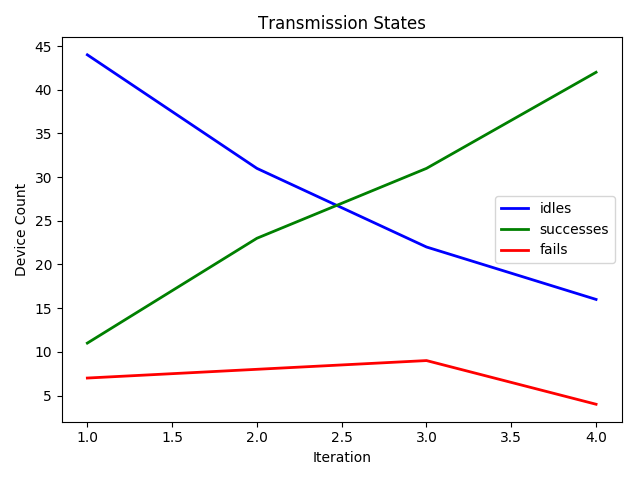 Transmission States
45
40
35
30
25
20
15
10
5
Device Count
idles
successes
fails
1.0 1.5 2.0 2.5 3.0 3.5 4.0
Iteration